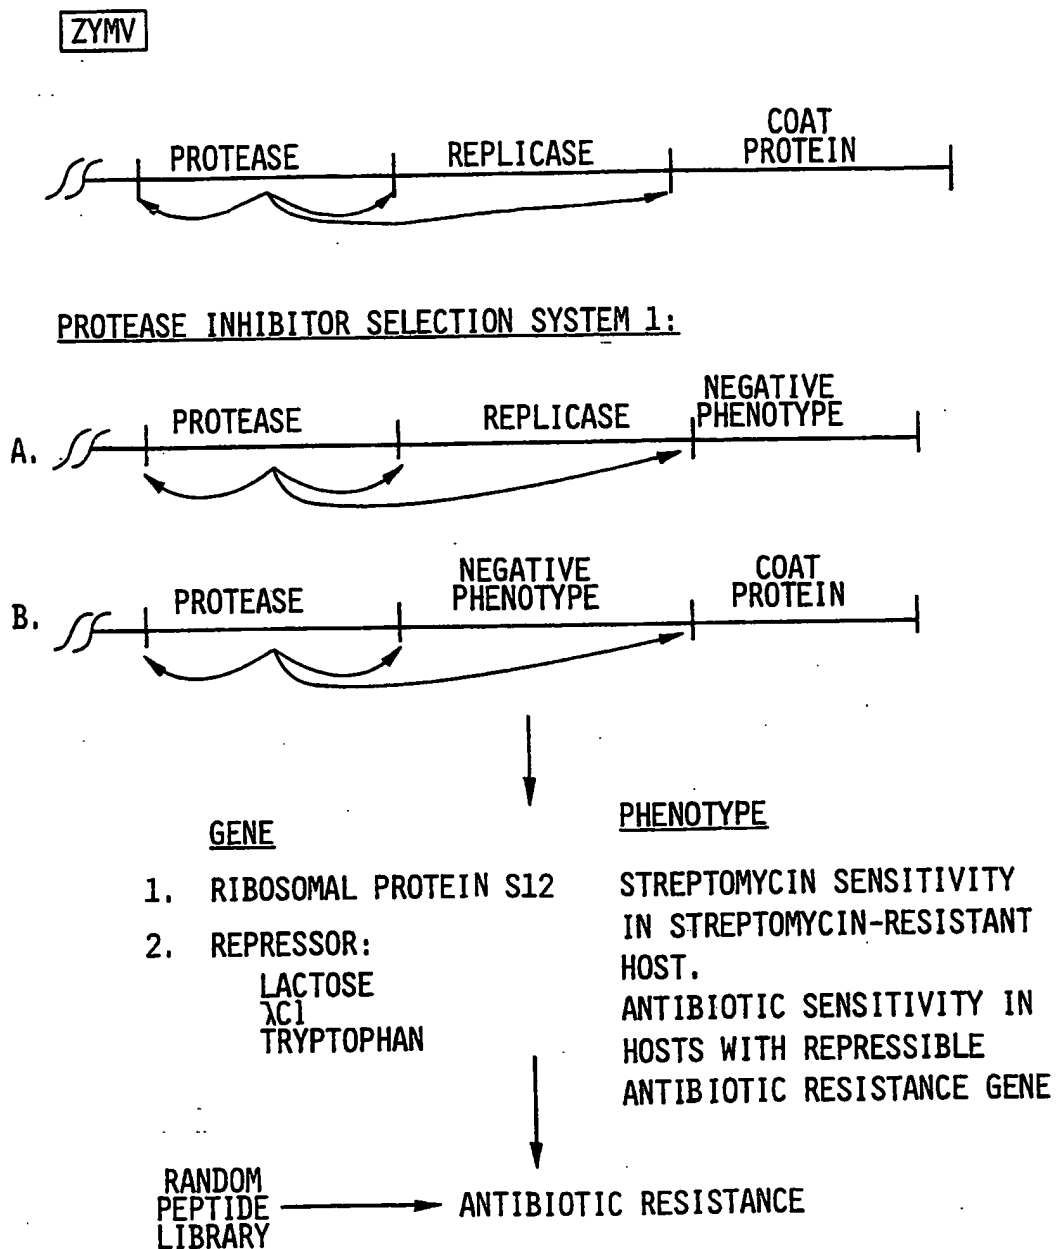 ZYMV
PROTEASE
REPLICASE
COAT
PROTEIN
PROTEASE INHIBITOR SELECTION SYSTEM 1:
A.
PROTEASE
REPLICASE
NEGATIVE
PHENOTYPE
B.
PROTEASE
NEGATIVE
PHENOTYPE
COAT
PROTEIN
GENE
1. RIBOSOMAL PROTEIN S12
2. REPRESSOR:
LACTOSE
λC1
TRYPTOPHAN
PHENOTYPE
STREPTOMYCIN SENSITIVITY
IN STREPTOMYCIN-RESISTANT
HOST.
ANTIBIOTIC SENSITIVITY IN
HOSTS WITH REPRESSIBLE
ANTIBIOTIC RESISTANCE GENE
RANDOM
PEPTIDE
LIBRARY
ANTIBIOTIC RESISTANCE